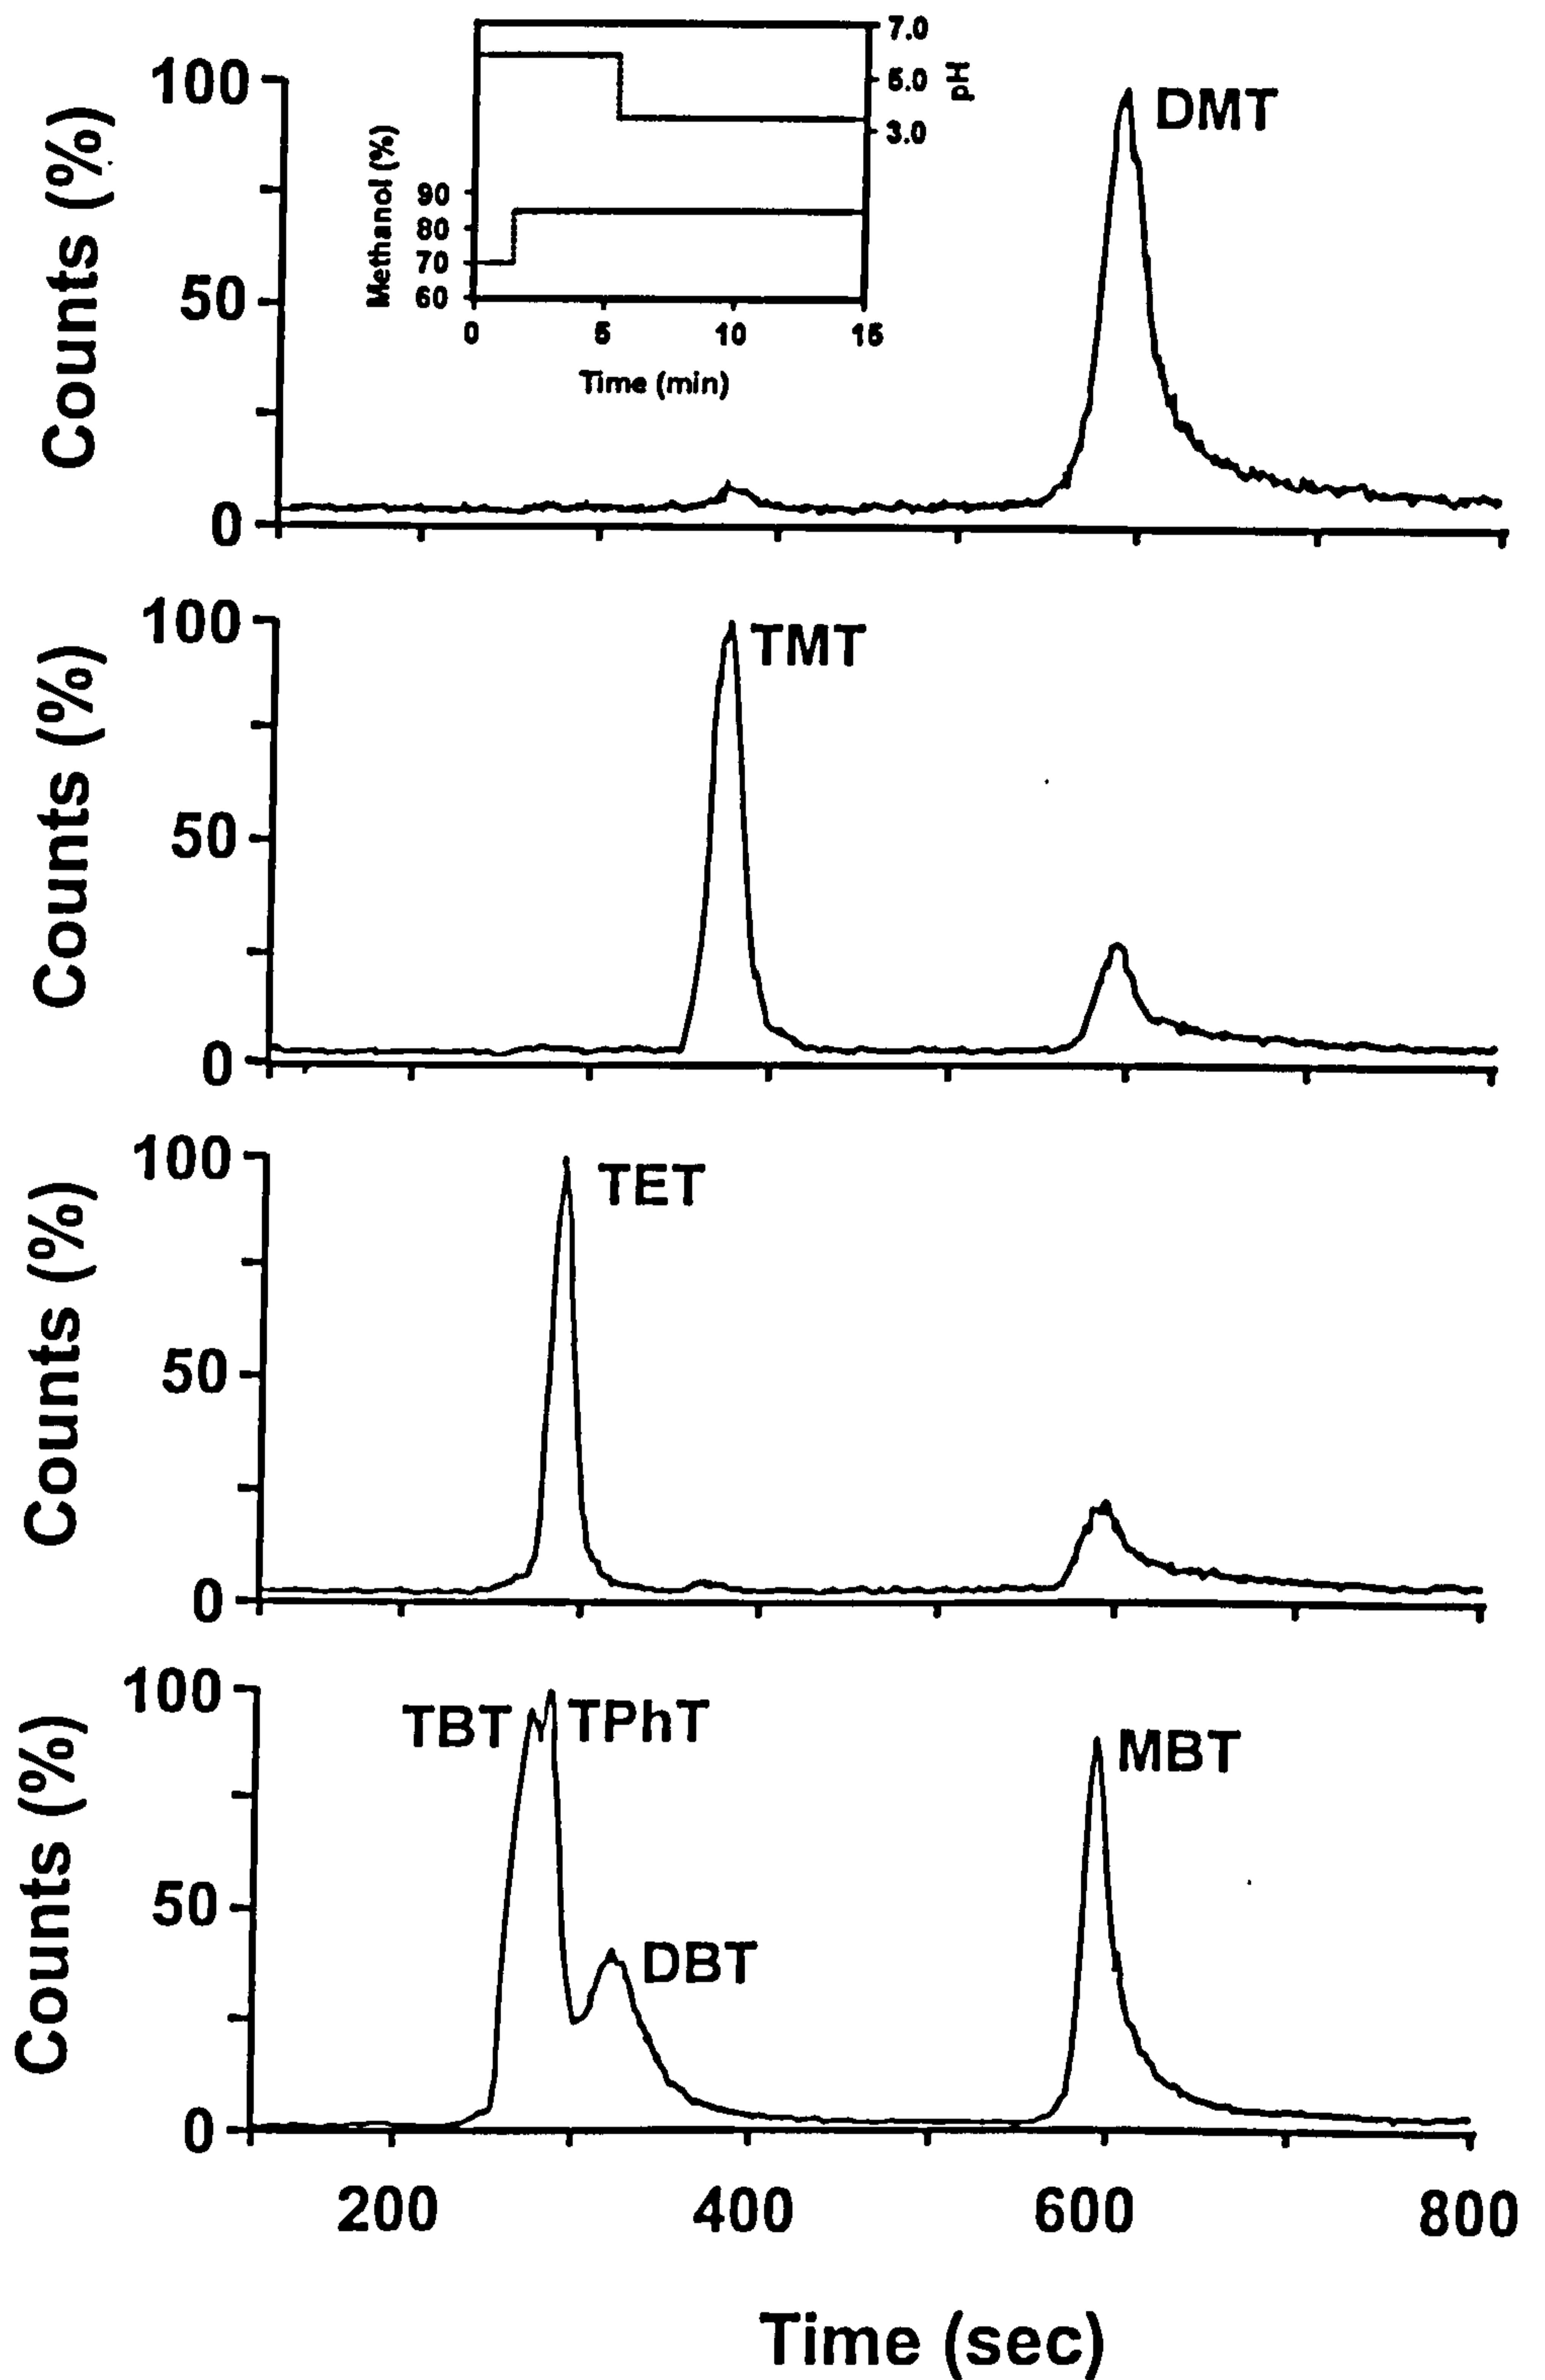 7.0
5.0
3.0
pH
Methanol (%)
90
80
70
60
0 5 10 15
Time (min)
Counts (%)
100
50
0
DMT
Counts (%)
100
50
0
TMT
Counts (%)
100
50
0
TET
Counts (%)
100
50
0
TBT TPhT
DBT
MBT
200 400 600 800
Time (sec)